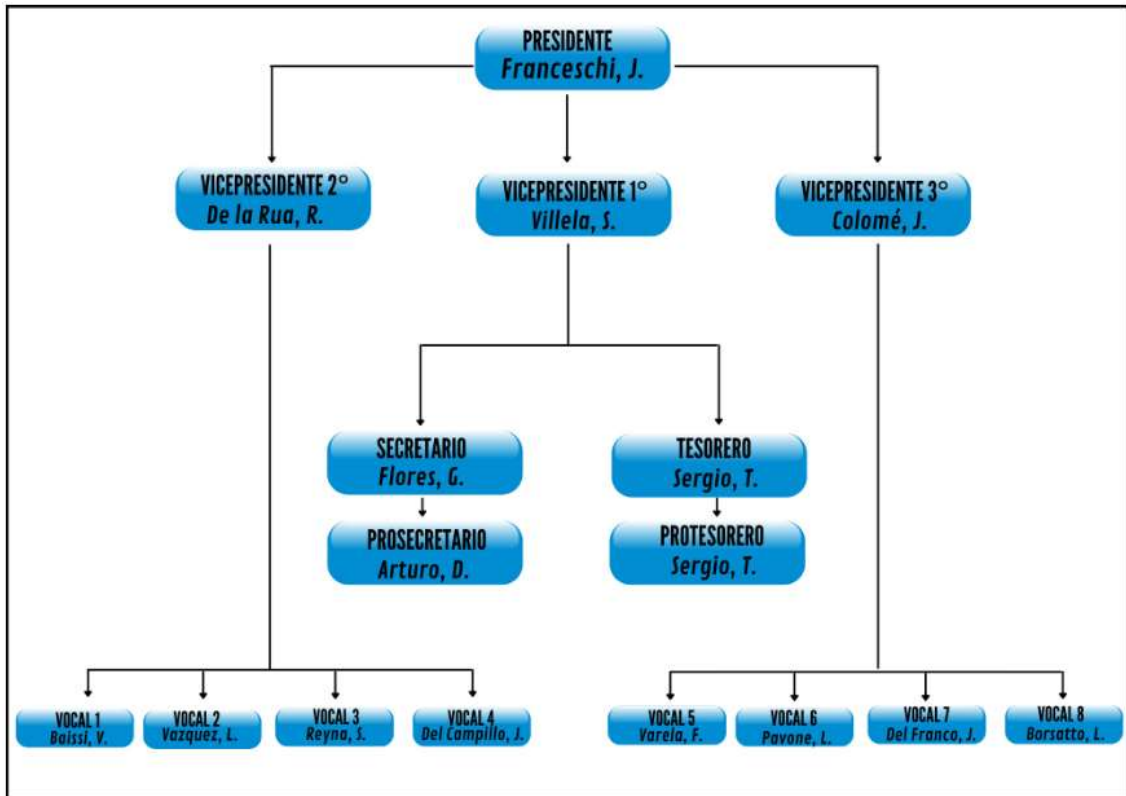 PRESIDENTE
Franceschi, J.
VICEPRESIDENTE 2°
De la Rua, R.
VICEPRESIDENTE 1°
Villela, S.
VICEPRESIDENTE 3°
Colomé, J.
SECRETARIO
Flores, G.
TESORERO
Sergio, T.
PROSECRETARIO
Arturo, D.
PROTESORERO
Sergio, T.
VOCAL 1
Boissi, V.
VOCAL 2
Vazquez, L.
VOCAL 3
Reyna, S.
VOCAL 4
Del Campillo, J.
VOCAL 5
Varela, F.
VOCAL 6
Pavone, L.
VOCAL 7
Del Franco, J.
VOCAL 8
Borsatto, L.